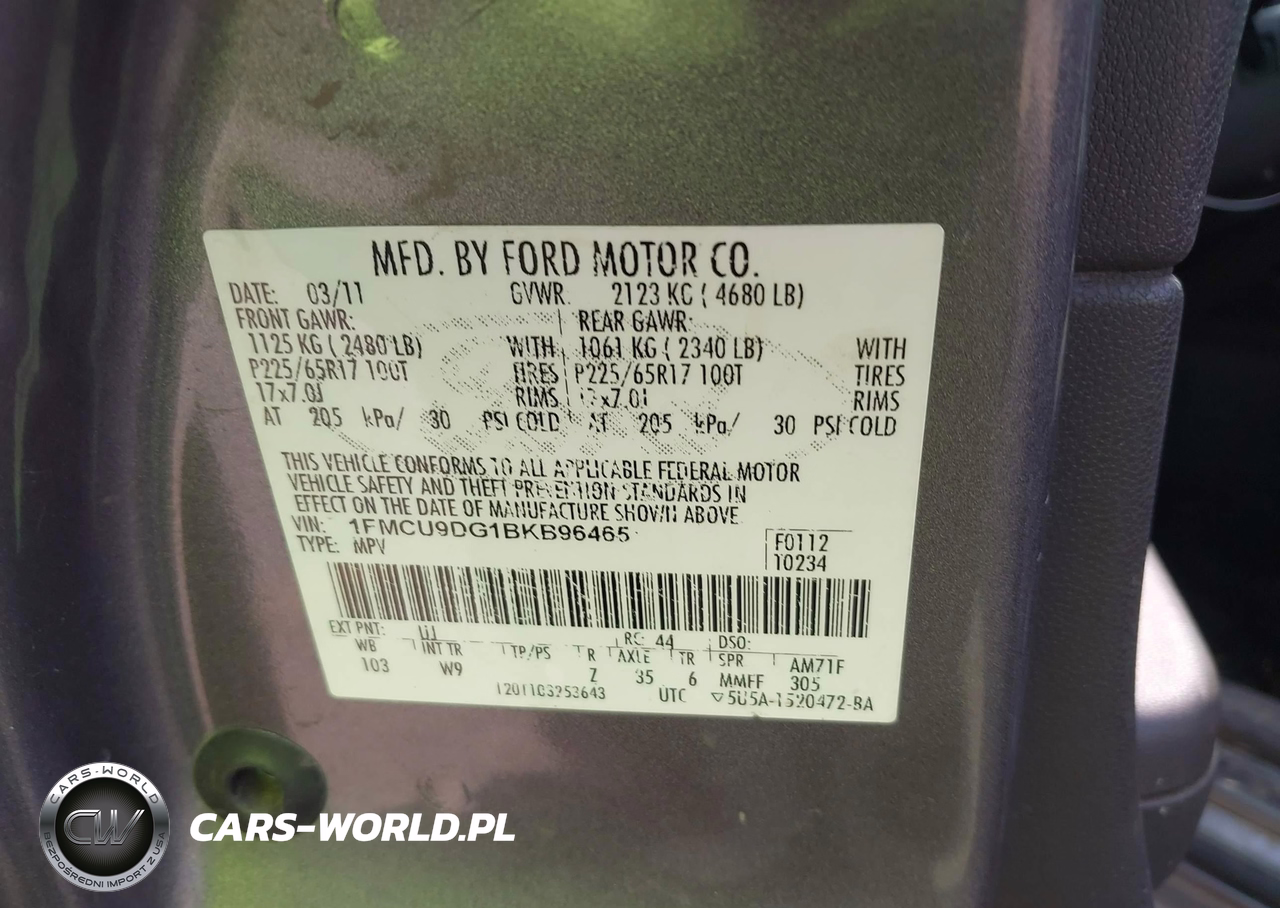 MFD. BY FORD MOTOR CO.
DATE: 03/11 GVWR: 2123 KG ( 4680 LB)
FRONT GAWR: REAR GAWR:
1125 KG ( 2480 LB) WITH 1061 KG ( 2340 LB) WITH
P225/65R17 100T TIRES P225/65R17 100T TIRES
17x7.0J RIMS 17x7.0J RIMS
AT 205 kPa/ 30 PSI COLD AT 205 kPa/ 30 PSI COLD
THIS VEHICLE CONFORMS TO ALL APPLICABLE FEDERAL MOTOR
VEHICLE SAFETY AND THEFT PREVENTION STANDARDS IN
EFFECT ON THE DATE OF MANUFACTURE SHOWN ABOVE
VIN: 1FMCU9DG1BKB96465
TYPE: MPV
F0112
10234
EXT PNT: RC: 44 DSO:
WB INT TR TP/PS R AXLE TR SPR AM71F
103 W9 Z 35 6 MMFF 305
UTC ▽5U5A-1520472-BA
CARS-WORLD
CW
BEZPOŚREDNI IMPORT Z USA
CARS-WORLD.PL